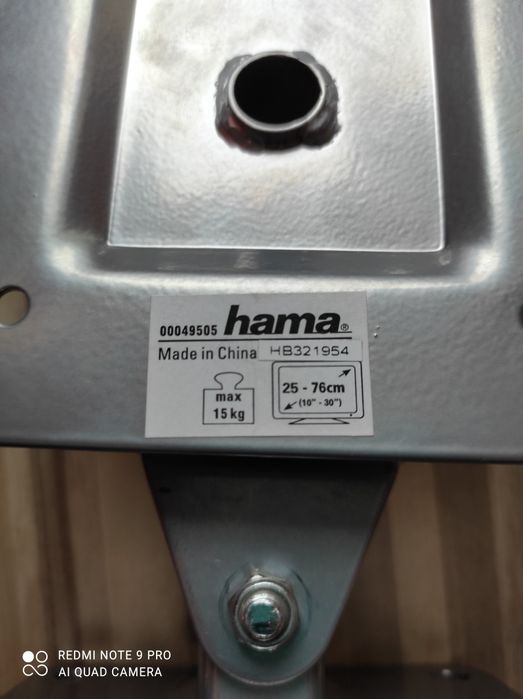 00049505 hama®
Made in China HB321954
max
15 kg
25 - 76cm
(10" - 30")
REDMI NOTE 9 PRO
AI QUAD CAMERA